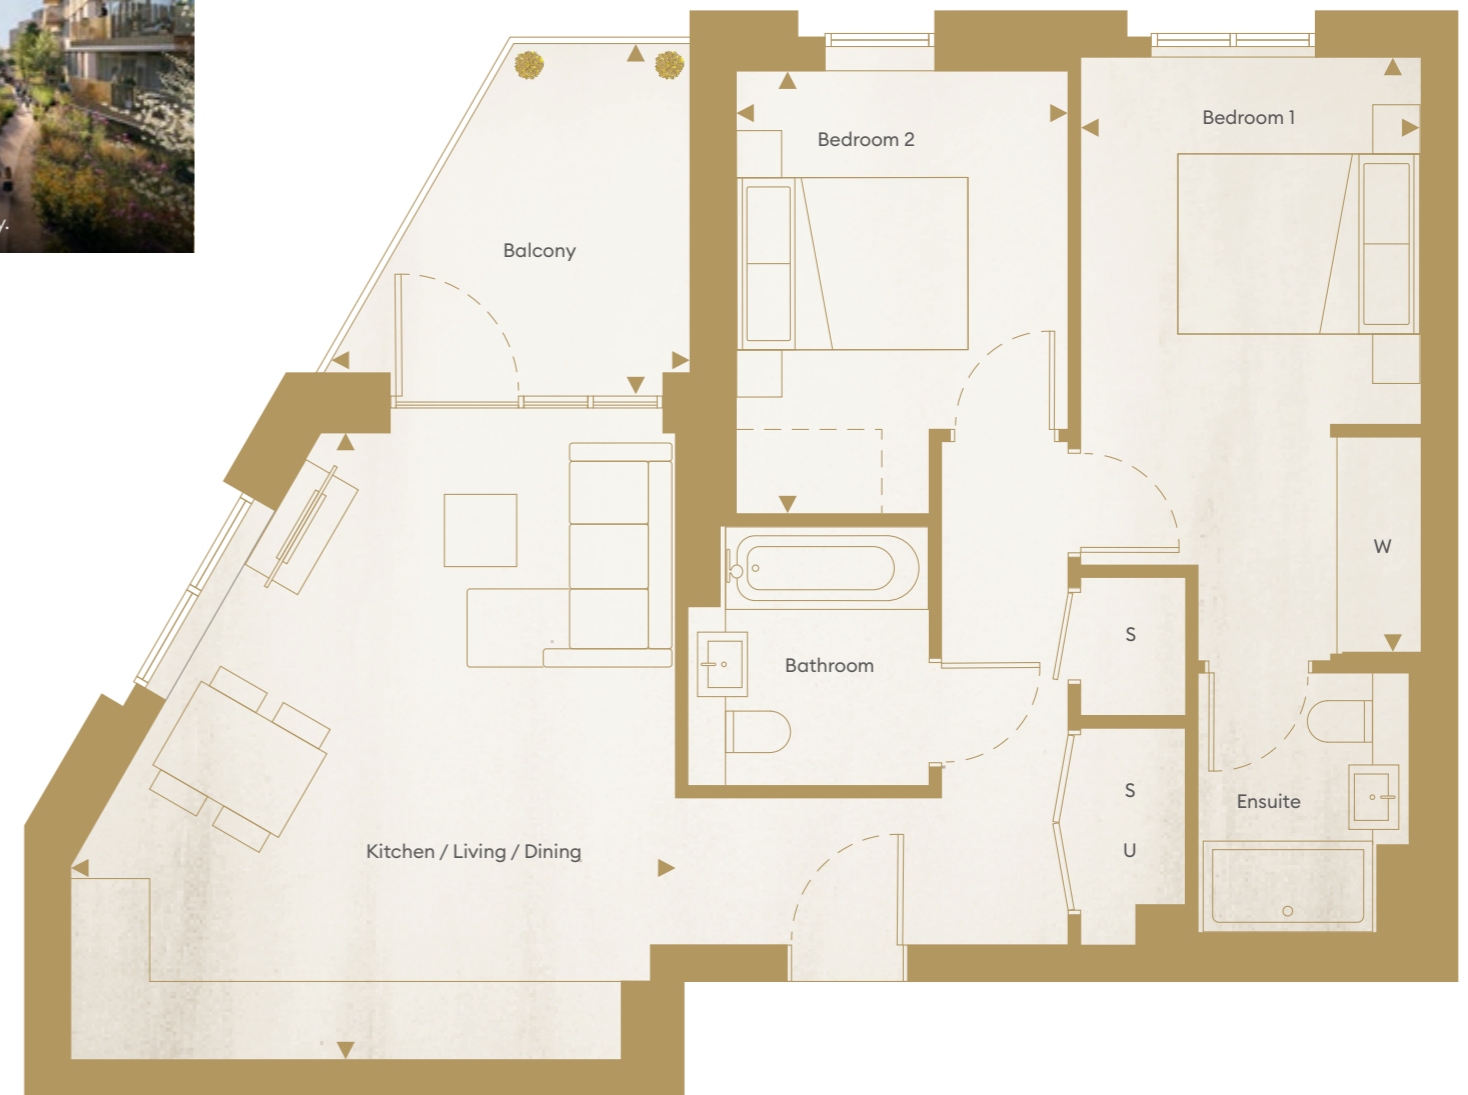 y.
Bedroom 1
Bedroom 2
Balcony
W
S
Bathroom
S
Ensuite
Kitchen / Living / Dining
U